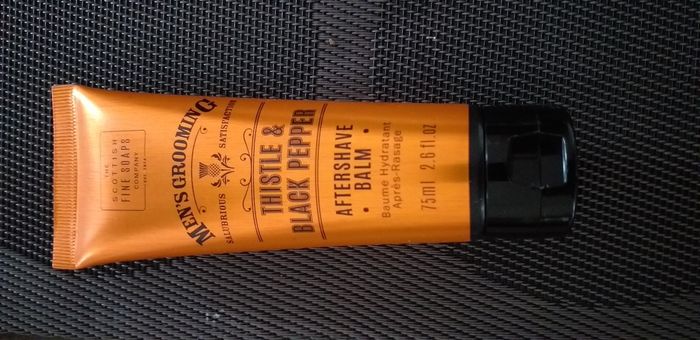 THE
SCOTTISH
FINE SOAPS
COMPANY
MEN'S GROOMING
SALUBRIOUS SATISFACTION
THISTLE &
BLACK PEPPER
AFTERSHAVE
• BALM •
Baume Hydratant
Après-Rasage
75ml 2.6 fl.oz